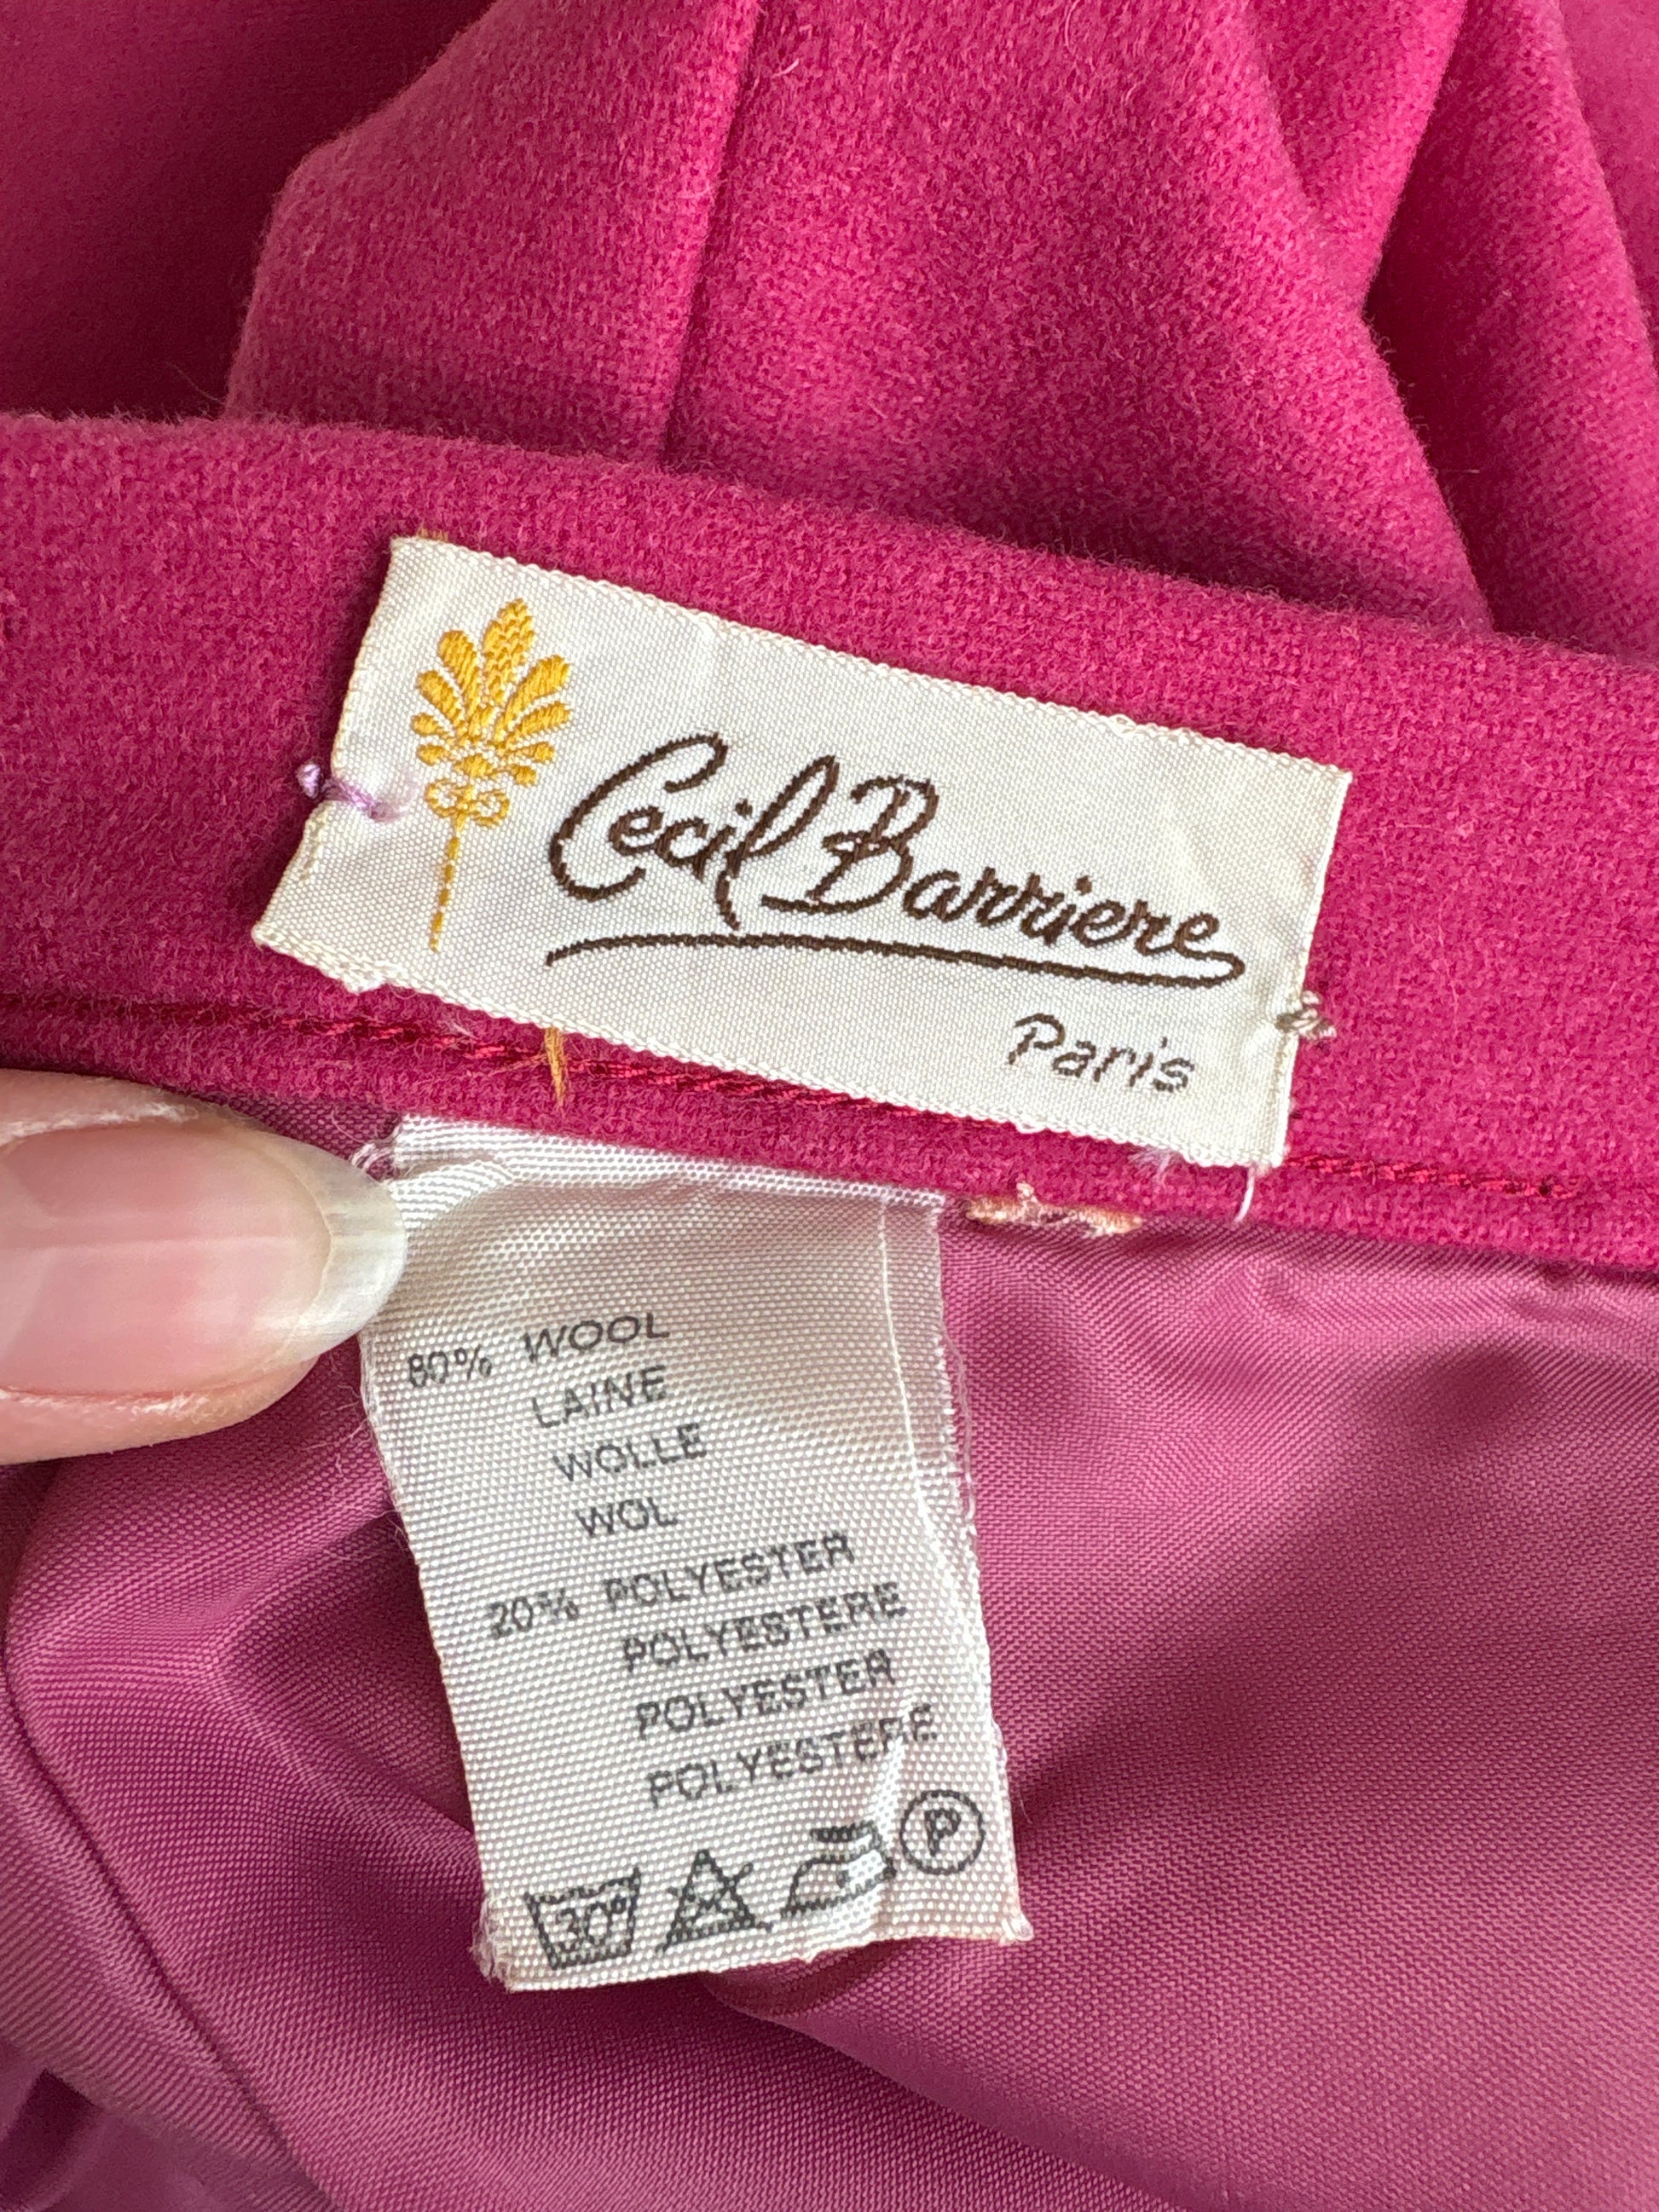 Cecil Barriere
Paris
80% WOOL
LAINE
WOLLE
WOL
20% POLYESTER
POLYESTERE
POLYESTER
POLYESTERE
30° P